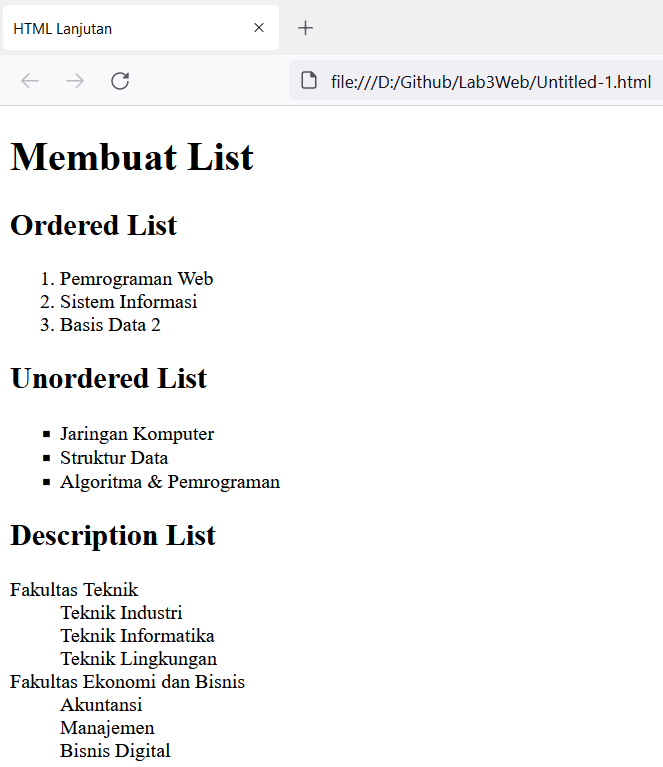 HTML Lanjutan
file:///D:/Github/Lab3Web/Untitled-1.html
Membuat List
Ordered List
1. Pemrograman Web
2. Sistem Informasi
3. Basis Data 2
Unordered List
▪ Jaringan Komputer
▪ Struktur Data
▪ Algoritma & Pemrograman
Description List
Fakultas Teknik
Teknik Industri
Teknik Informatika
Teknik Lingkungan
Fakultas Ekonomi dan Bisnis
Akuntansi
Manajemen
Bisnis Digital